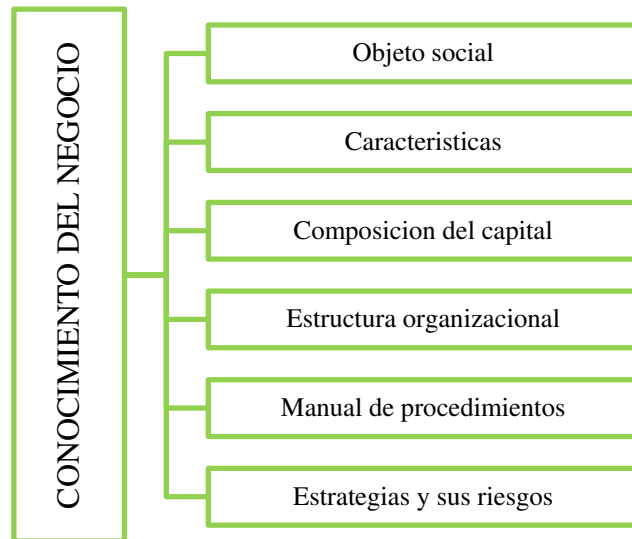 CONOCIMIENTO DEL NEGOCIO
Objeto social
Caracteristicas
Composicion del capital
Estructura organizacional
Manual de procedimientos
Estrategias y sus riesgos